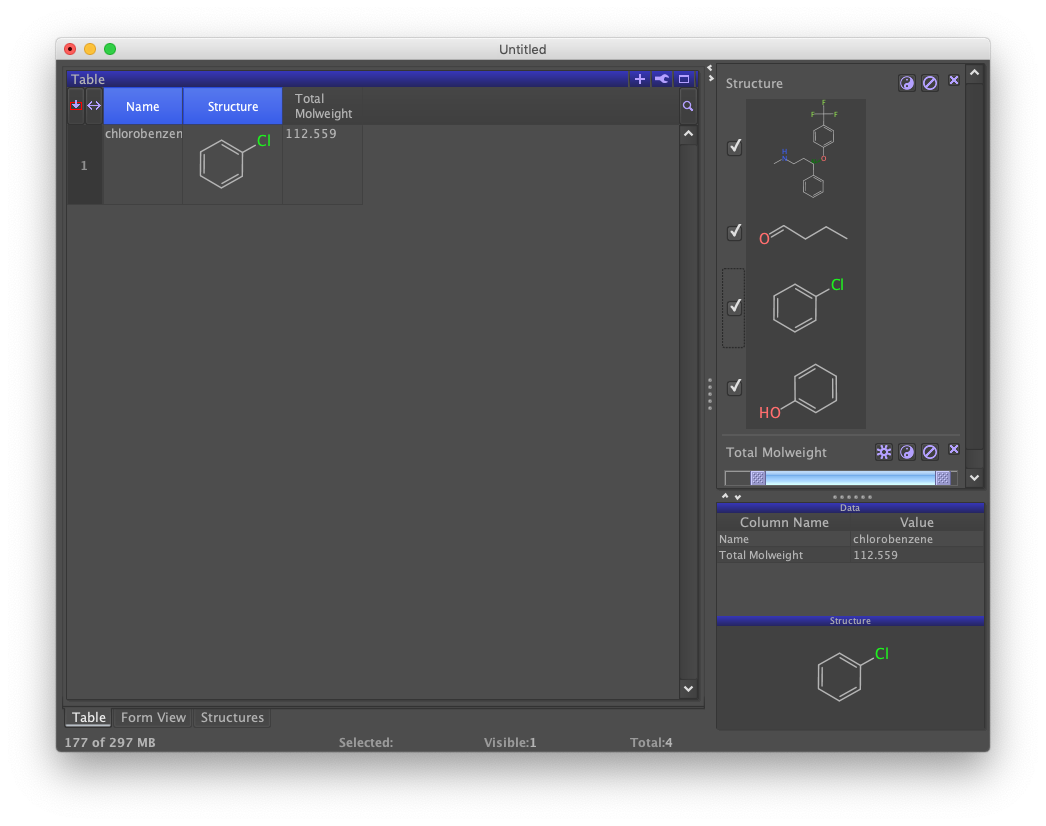 Untitled
Table
Name
Structure
Total
Molweight
1
chlorobenzen
Cl
112.559
Structure
F
F
F
H
N
O
O
Cl
HO
Total Molweight
Data
Column Name Value
Name chlorobenzene
Total Molweight 112.559
Structure
Cl
Table Form View Structures
177 of 297 MB Selected: Visible:1 Total:4